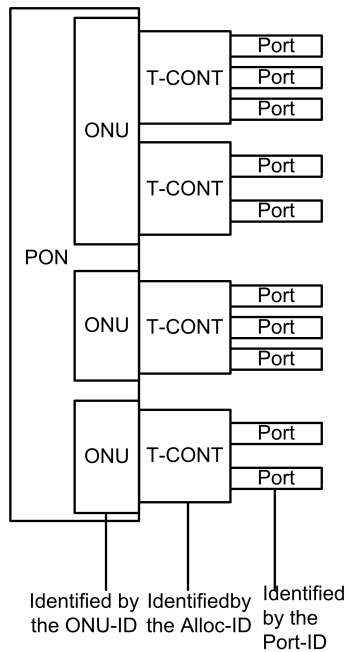 Port
T-CONT
Port
Port
ONU
Port
T-CONT
Port
PON
Port
ONU
T-CONT
Port
Port
Port
ONU
T-CONT
Port
Identified by
the ONU-ID
Identifiedby
the Alloc-ID
Identified
by the
Port-ID